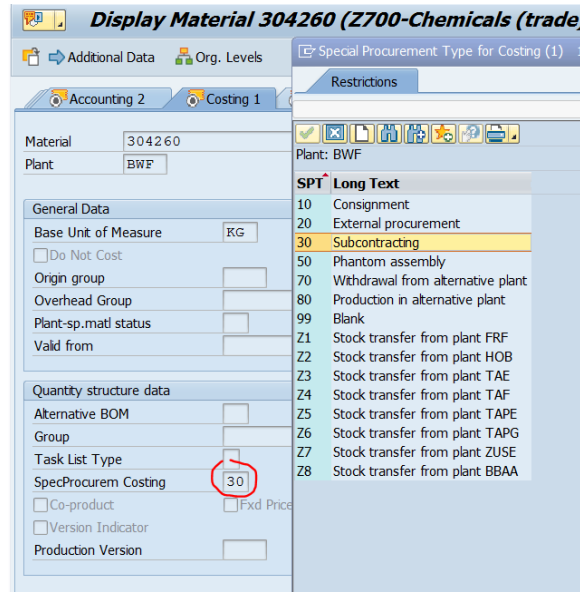 Display Material 304260 (Z700-Chemicals (trade)
Additional Data Org. Levels
Accounting 2 Costing 1
Material 304260
Plant BWF
General Data
Base Unit of Measure KG
Do Not Cost
Origin group
Overhead Group
Plant-sp.matl status
Valid from
Quantity structure data
Alternative BOM
Group
Task List Type
SpecProcurem Costing 30
Co-product Fxd Price
Version Indicator
Production Version
Special Procurement Type for Costing (1)
Restrictions
Plant: BWF
SPT Long Text
10 Consignment
20 External procurement
30 Subcontracting
50 Phantom assembly
70 Withdrawal from alternative plant
80 Production in alternative plant
99 Blank
Z1 Stock transfer from plant FRF
Z2 Stock transfer from plant HOB
Z3 Stock transfer from plant TAE
Z4 Stock transfer from plant TAF
Z5 Stock transfer from plant TAPE
Z6 Stock transfer from plant TAPG
Z7 Stock transfer from plant ZUSE
Z8 Stock transfer from plant BBAA